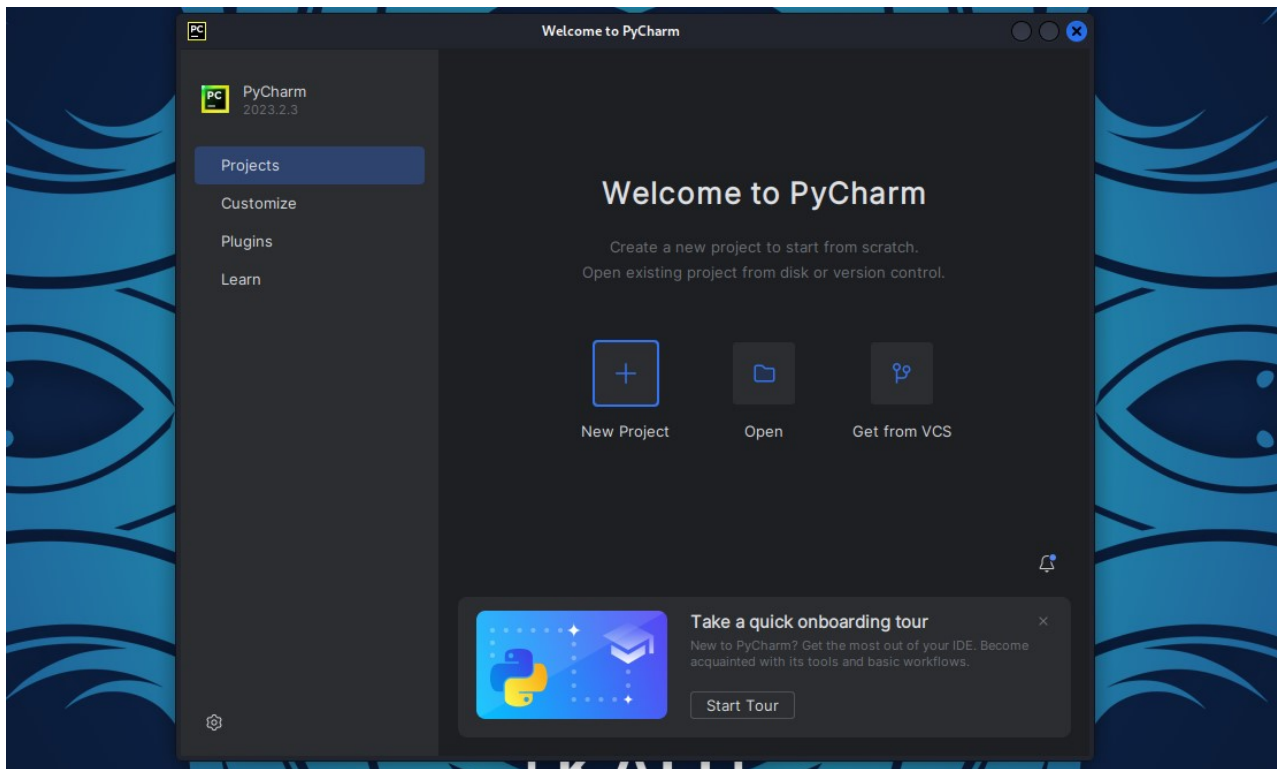 PC
Welcome to PyCharm
PC
PyCharm
2023.2.3
Projects
Customize
Plugins
Learn
Welcome to PyCharm
Create a new project to start from scratch.
Open existing project from disk or version control.
New Project
Open
Get from VCS
Take a quick onboarding tour
New to PyCharm? Get the most out of your IDE. Become
acquainted with its tools and basic workflows.
Start Tour